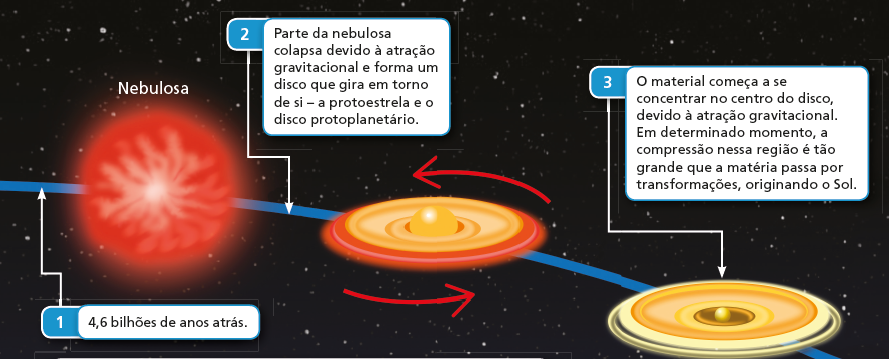 Nebulosa
1
4,6 bilhões de anos atrás.
2
Parte da nebulosa
colapsa devido à atração
gravitacional e forma um
disco que gira em torno
de si – a protoestrela e o
disco protoplanetário.
3
O material começa a se
concentrar no centro do disco,
devido à atração gravitacional.
Em determinado momento, a
compressão nessa região é tão
grande que a matéria passa por
transformações, originando o Sol.